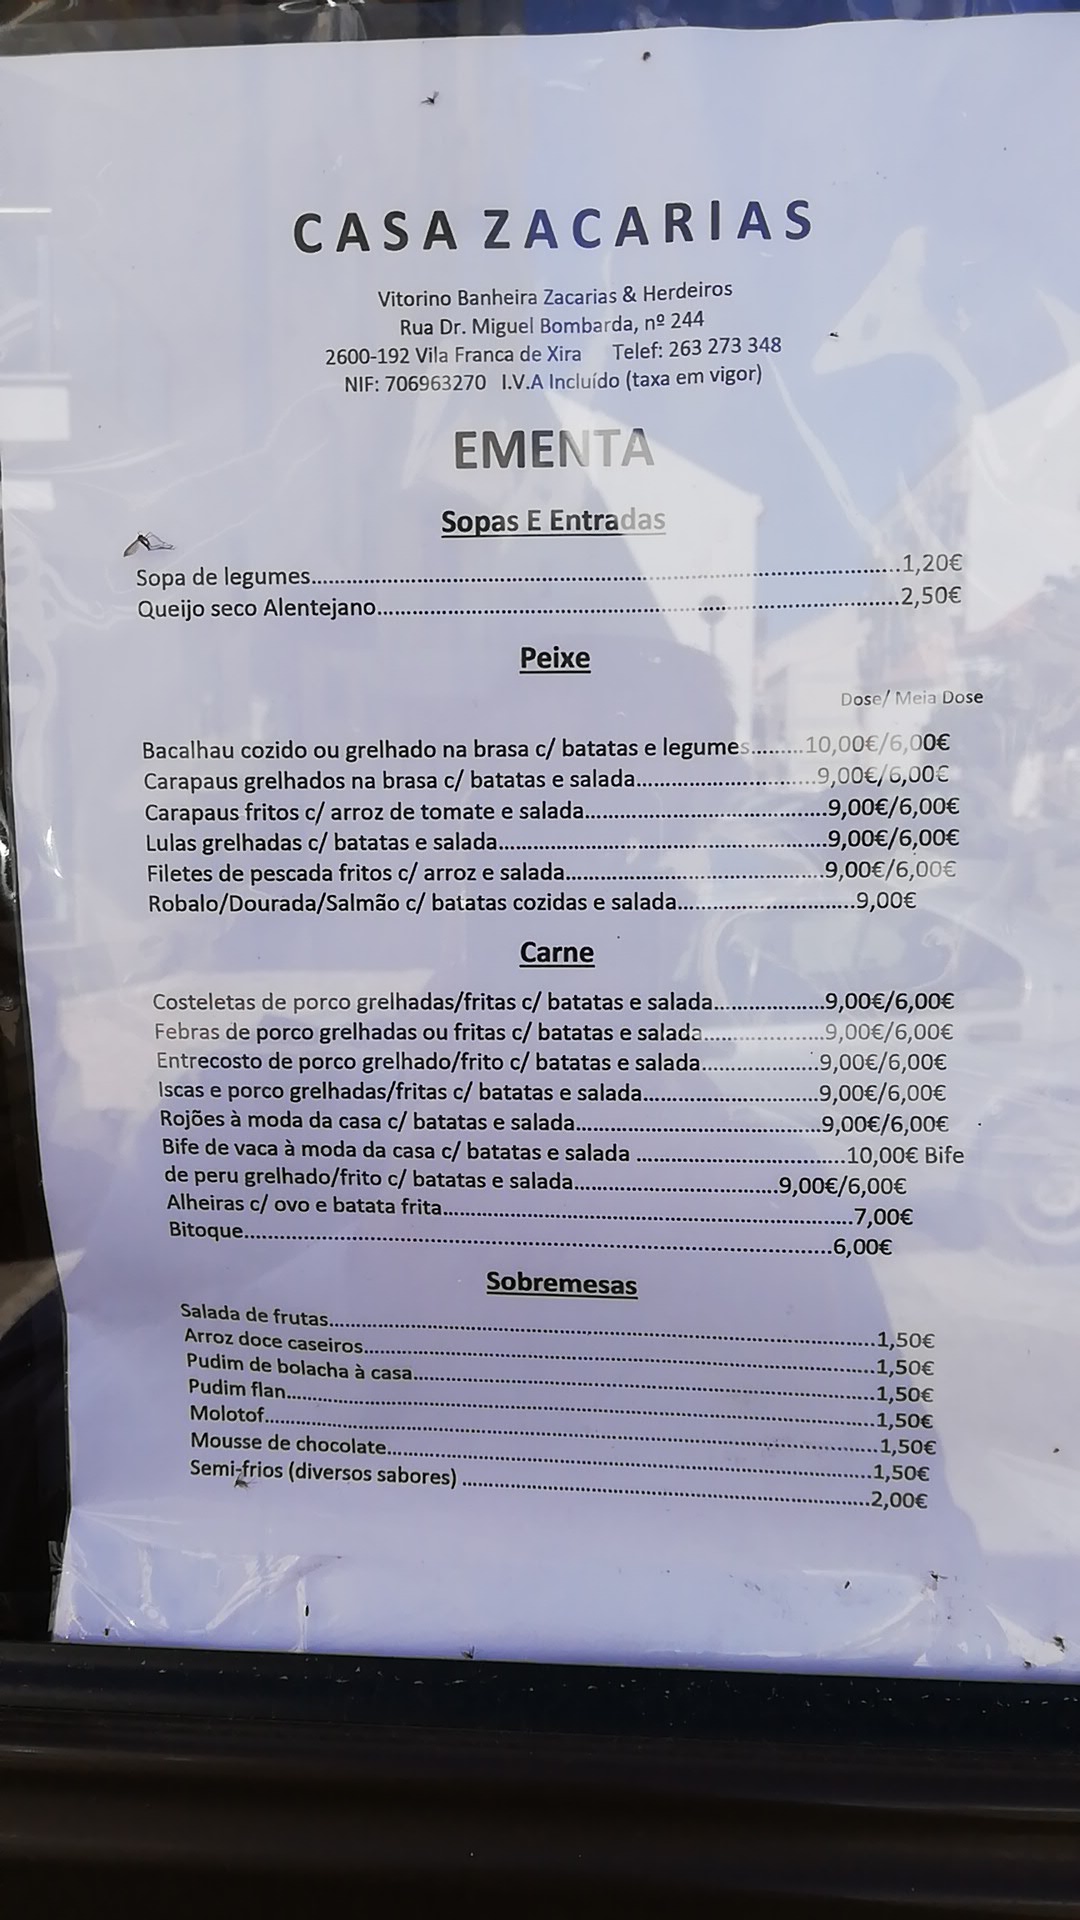 CASA ZACARIAS
Vitorino Banheira Zacarias & Herdeiros
Rua Dr. Miguel Bombarda, nº 244
2600-192 Vila Franca de Xira Telef: 263 273 348
NIF: 706963270 I.V.A Incluído (taxa em vigor)
EMENTA
Sopas E Entradas
Sopa de legumes....................1,20€
Queijo seco Alentejano....................2,50€
Peixe
Dose/ Meia Dose
Bacalhau cozido ou grelhado na brasa c/ batatas e legumes.........10,00€/6,00€
Carapaus grelhados na brasa c/ batatas e salada....................9,00€/6,00€
Carapaus fritos c/ arroz de tomate e salada....................9,00€/6,00€
Lulas grelhadas c/ batatas e salada....................9,00€/6,00€
Filetes de pescada fritos c/ arroz e salada....................9,00€/6,00€
Robalo/Dourada/Salmão c/ batatas cozidas e salada....................9,00€
Carne
Costeletas de porco grelhadas/fritas c/ batatas e salada....................9,00€/6,00€
Febras de porco grelhadas ou fritas c/ batatas e salada....................9,00€/6,00€
Entrecosto de porco grelhado/frito c/ batatas e salada....................9,00€/6,00€
Iscas e porco grelhadas/fritas c/ batatas e salada....................9,00€/6,00€
Rojões à moda da casa c/ batatas e salada....................9,00€/6,00€
Bife de vaca à moda da casa c/ batatas e salada ....................10,00€ Bife
de peru grelhado/frito c/ batatas e salada....................9,00€/6,00€
Alheiras c/ ovo e batata frita....................7,00€
Bitoque....................6,00€
Sobremesas
Salada de frutas....................1,50€
Arroz doce caseiros....................1,50€
Pudim de bolacha à casa....................1,50€
Pudim flan....................1,50€
Molotof....................1,50€
Mousse de chocolate....................1,50€
Semi-frios (diversos sabores) ....................2,00€